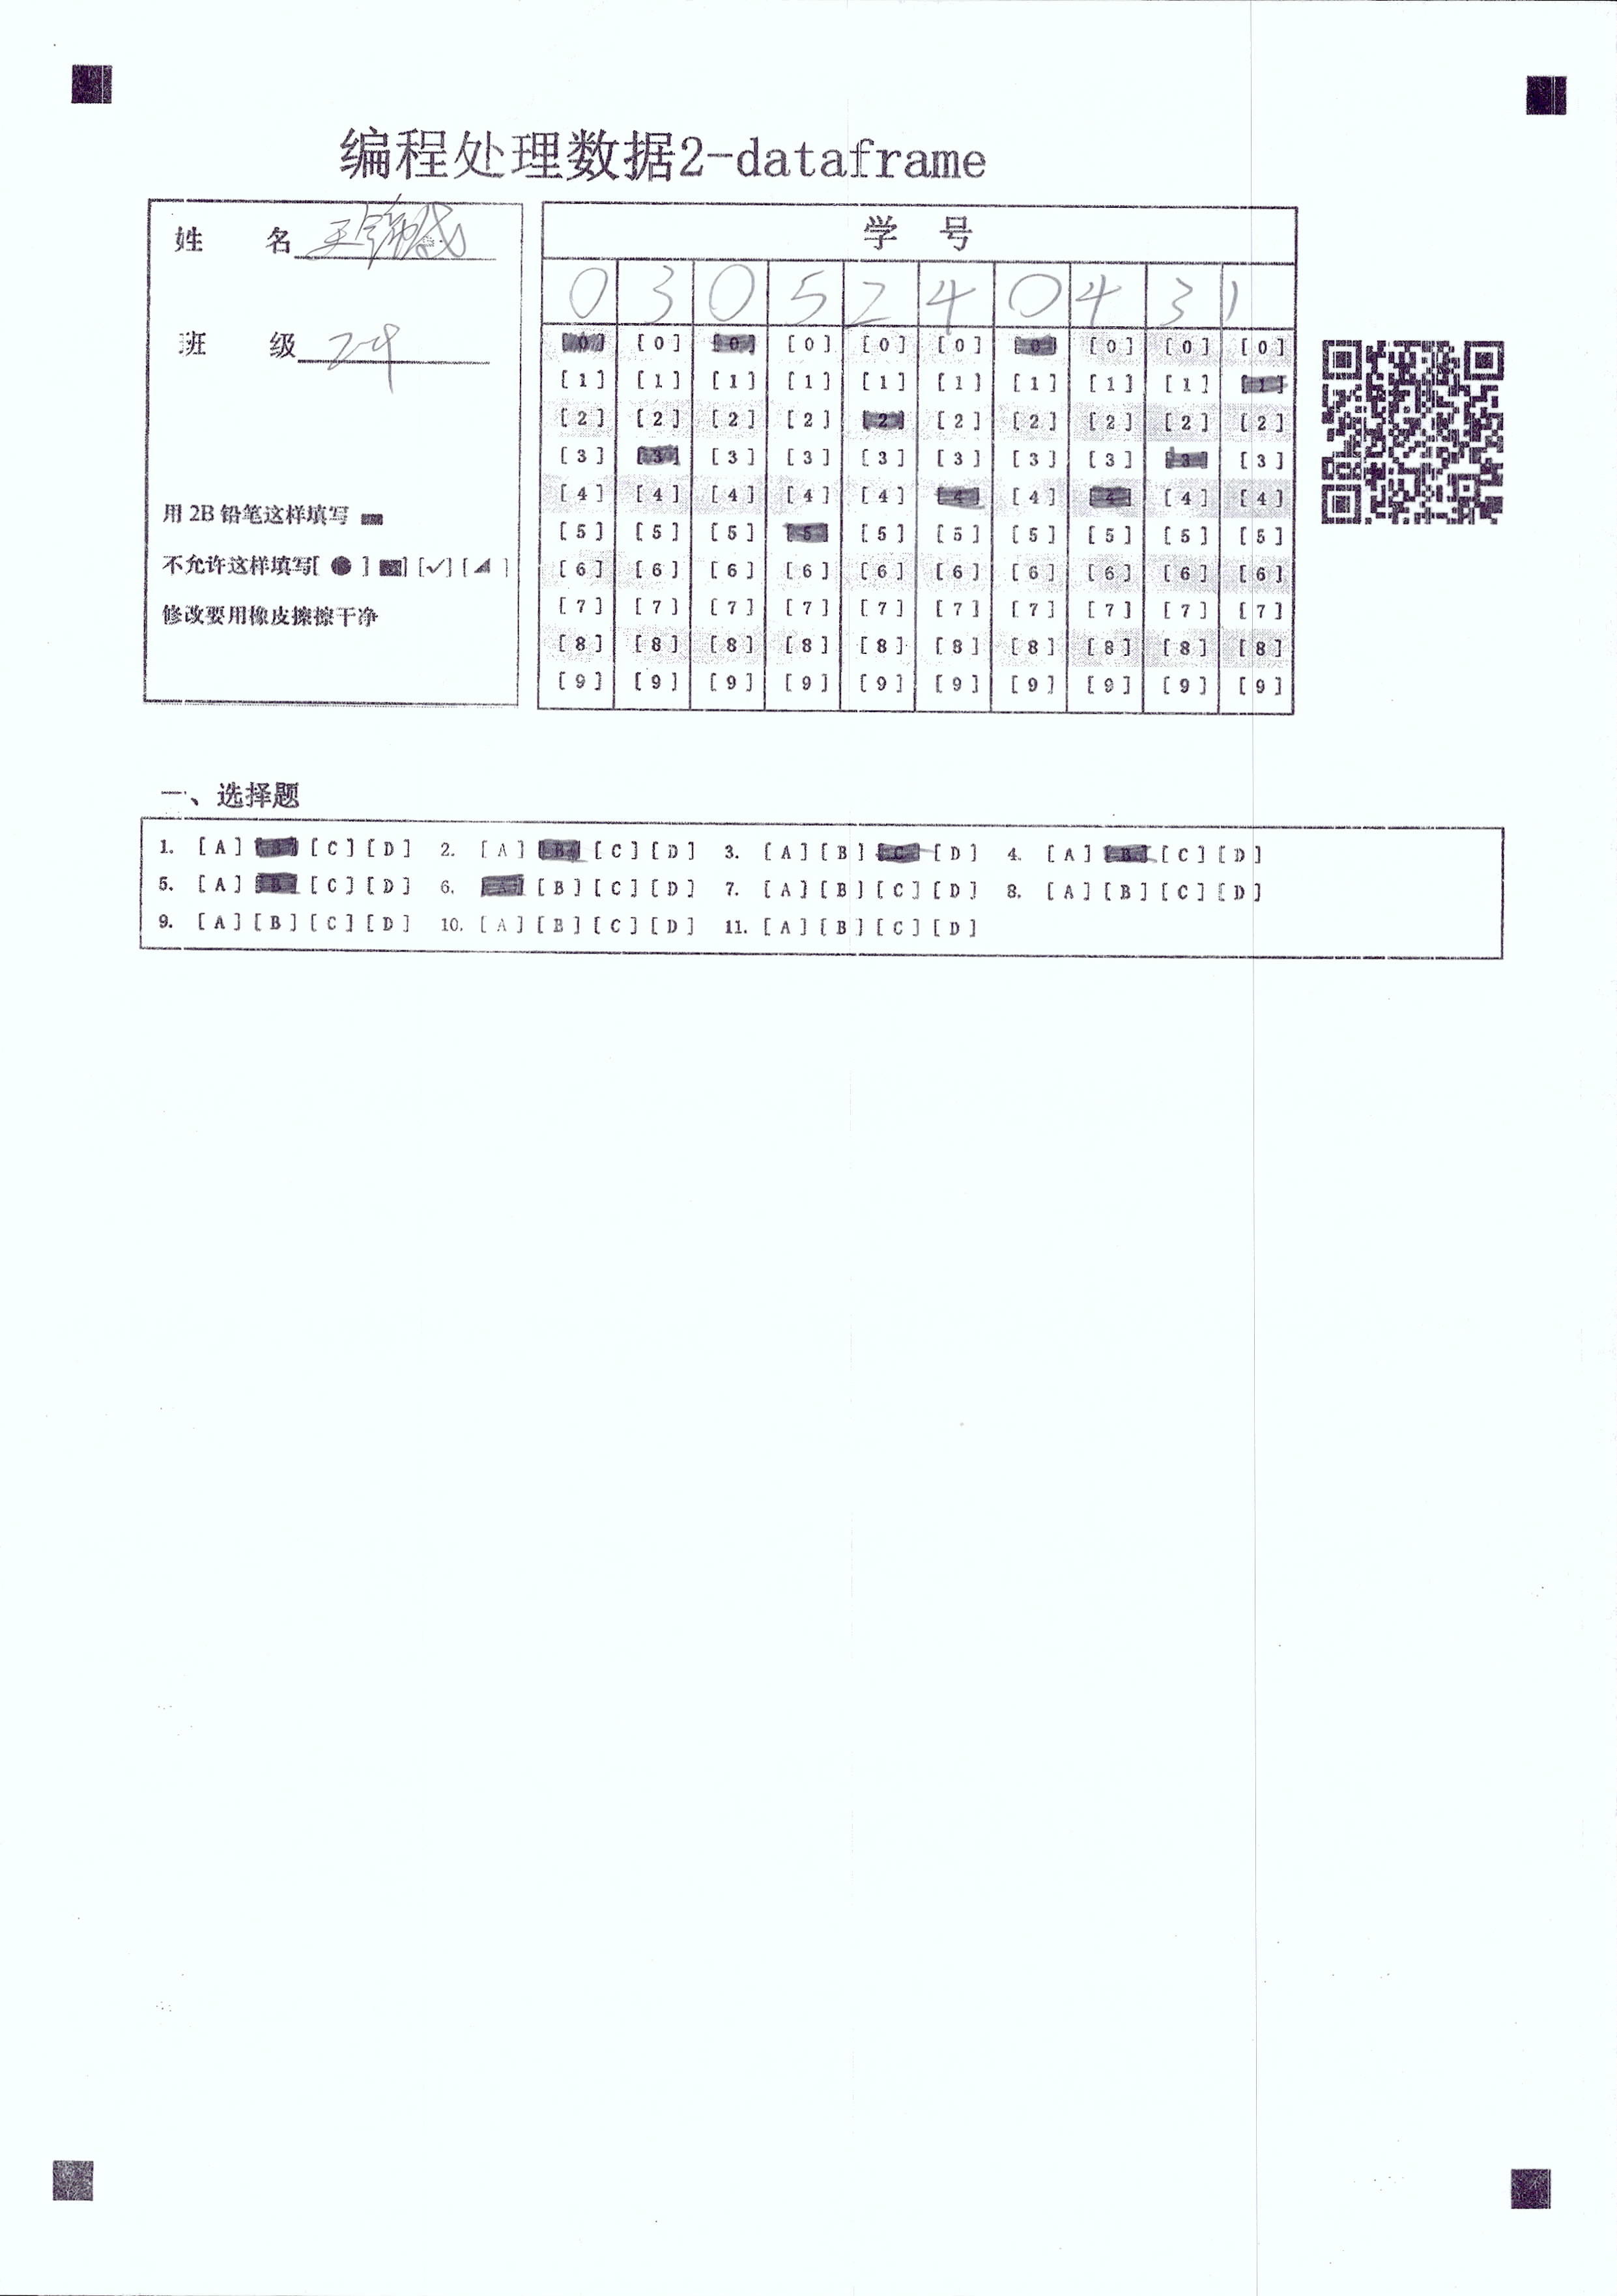 编程处理数据2-dataframe
姓 名 王锦
班 级 2-9
用 2B 铅笔这样填写
不允许这样填写[ ● ] [✓] [ ◢ ]
修改要用橡皮擦擦干净
学 号
0 3 0 5 2 4 0 4 3 1
[0] [0] [0] [0] [0] [0] [0] [0] [0] [0]
[1] [1] [1] [1] [1] [1] [1] [1] [1] [1]
[2] [2] [2] [2] [2] [2] [2] [2] [2] [2]
[3] [3] [3] [3] [3] [3] [3] [3] [3] [3]
[4] [4] [4] [4] [4] [4] [4] [4] [4] [4]
[5] [5] [5] [5] [5] [5] [5] [5] [5] [5]
[6] [6] [6] [6] [6] [6] [6] [6] [6] [6]
[7] [7] [7] [7] [7] [7] [7] [7] [7] [7]
[8] [8] [8] [8] [8] [8] [8] [8] [8] [8]
[9] [9] [9] [9] [9] [9] [9] [9] [9] [9]
一、选择题
1. [A] [B] [C] [D] 2. [A] [B] [C] [D] 3. [A] [B] [C] [D] 4. [A] [B] [C] [D]
5. [A] [B] [C] [D] 6. [A] [B] [C] [D] 7. [A] [B] [C] [D] 8. [A] [B] [C] [D]
9. [A] [B] [C] [D] 10. [A] [B] [C] [D] 11. [A] [B] [C] [D]